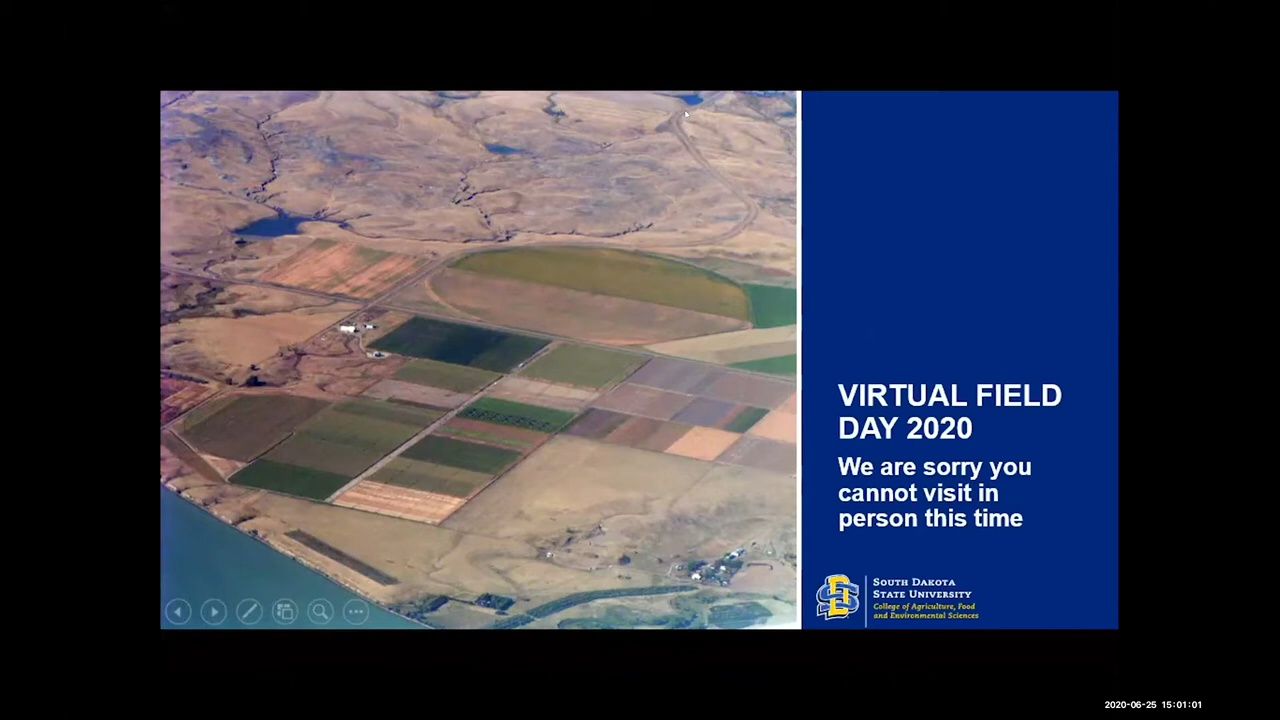 VIRTUAL FIELD
DAY 2020
We are sorry you
cannot visit in
person this time
SOUTH DAKOTA
STATE UNIVERSITY
College of Agriculture, Food
and Environmental Sciences
2020-06-25 15:01:01